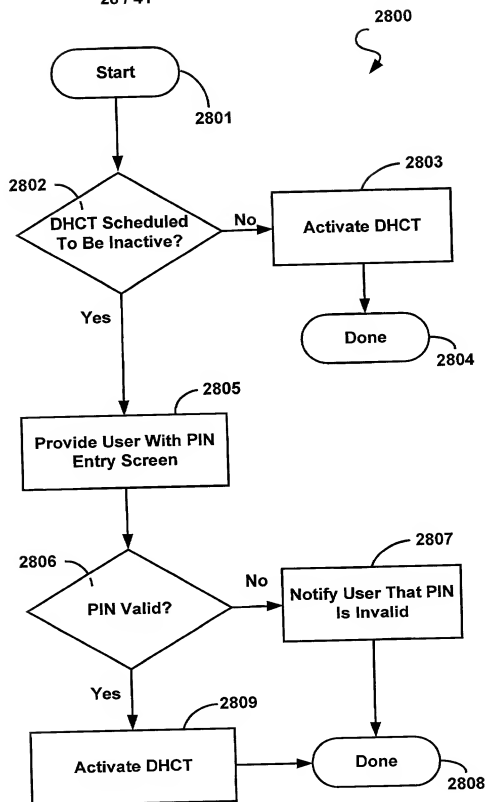 28 / 41
2800
Start
2801
2802
DHCT Scheduled
To Be Inactive?
No
2803
Activate DHCT
Done
2804
Yes
2805
Provide User With PIN
Entry Screen
2806
PIN Valid?
No
2807
Notify User That PIN
Is Invalid
Yes
2809
Activate DHCT
Done
2808